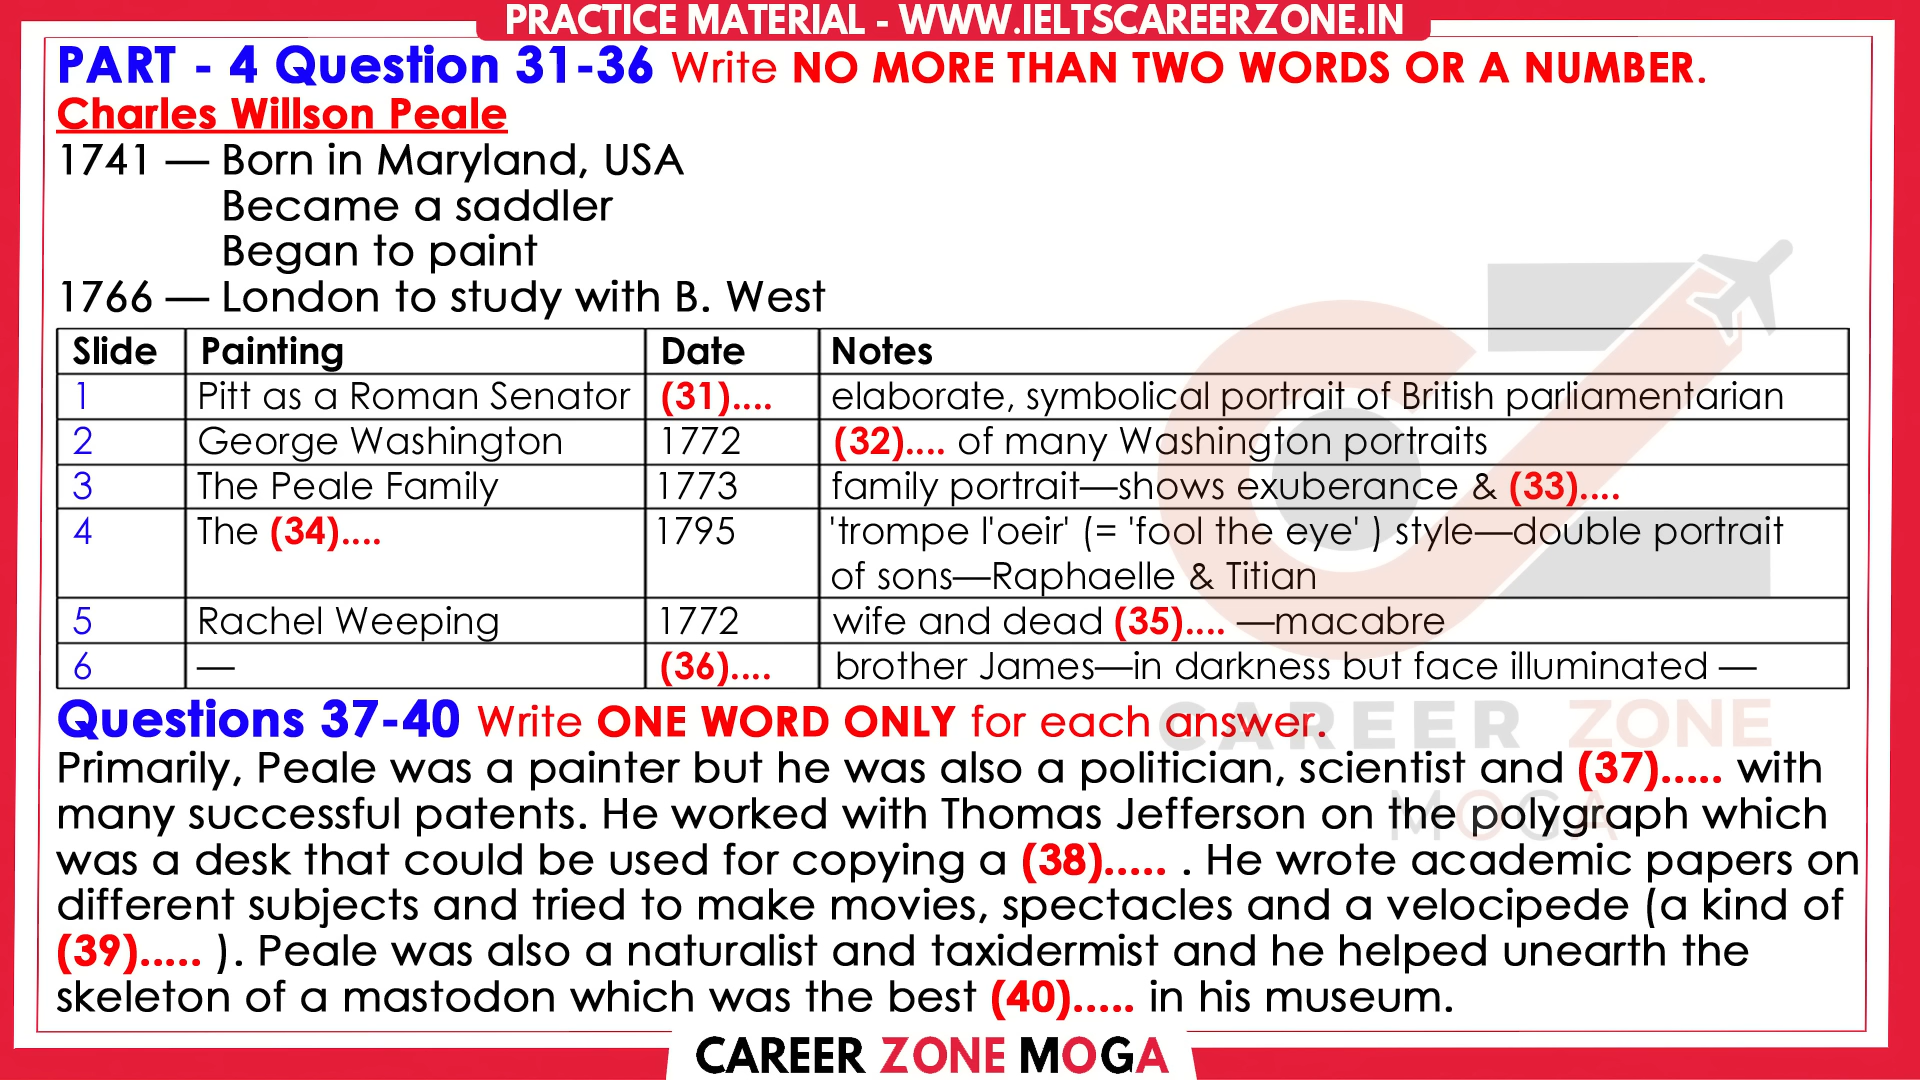 PRACTICE MATERIAL - WWW.IELTSCAREERZONE.IN
PART - 4 Question 31-36 Write NO MORE THAN TWO WORDS OR A NUMBER.
Charles Willson Peale
1741 — Born in Maryland, USA
Became a saddler
Began to paint
1766 — London to study with B. West
Slide Painting Date Notes
1 Pitt as a Roman Senator (31).... elaborate, symbolical portrait of British parliamentarian
2 George Washington 1772 (32).... of many Washington portraits
3 The Peale Family 1773 family portrait—shows exuberance & (33)....
4 The (34).... 1795 'trompe l'oeir' (= 'fool the eye' ) style—double portrait
of sons—Raphaelle & Titian
5 Rachel Weeping 1772 wife and dead (35).... —macabre
6 — (36).... brother James—in darkness but face illuminated —
Questions 37-40 Write ONE WORD ONLY for each answer.
CAREER ZONE
Primarily, Peale was a painter but he was also a politician, scientist and (37)..... with
many successful patents. He worked with Thomas Jefferson on the polygraph which
MOGA
was a desk that could be used for copying a (38)..... . He wrote academic papers on
different subjects and tried to make movies, spectacles and a velocipede (a kind of
(39)..... ). Peale was also a naturalist and taxidermist and he helped unearth the
skeleton of a mastodon which was the best (40)..... in his museum.
CAREER ZONE MOGA